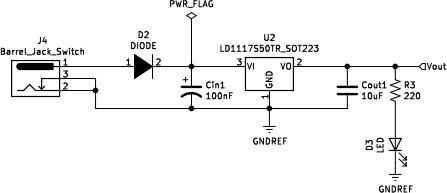 PWR_FLAG
J4
Barrel_Jack_Switch
D2
DIODE
U2
LD1117S50TR_SOT223
1
3
2
1
2
3
VI
VO
2
GND
1
Vout
Cin1
100nF
Cout1
10uF
R3
220
GNDREF
D3
LED
GNDREF